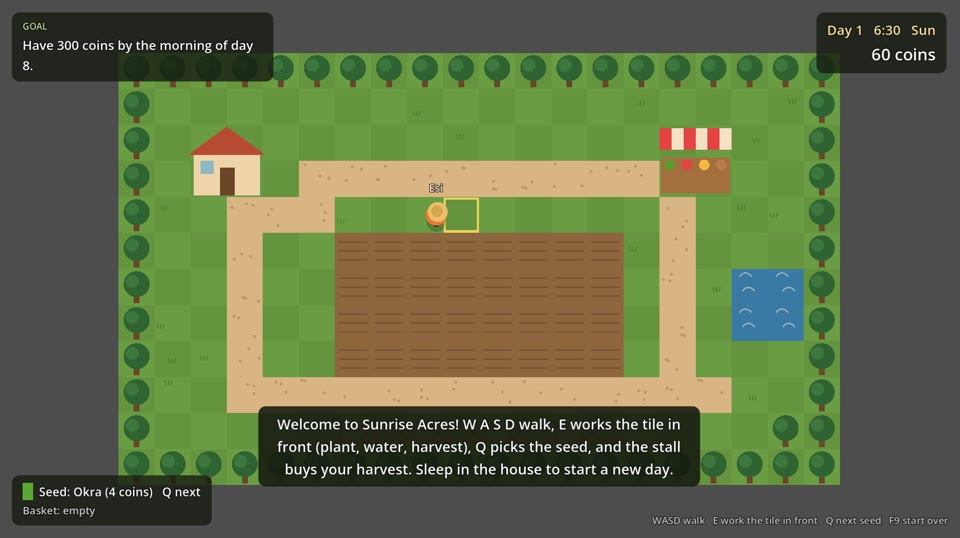 GOAL
Have 300 coins by the morning of day
8.
Day 1 6:30 Sun
60 coins
Esi
Welcome to Sunrise Acres! W A S D walk, E works the tile in
front (plant, water, harvest), Q picks the seed, and the stall
buys your harvest. Sleep in the house to start a new day.
Seed: Okra (4 coins) Q next
Basket: empty
WASD walk E work the tile in front Q next seed F9 start over